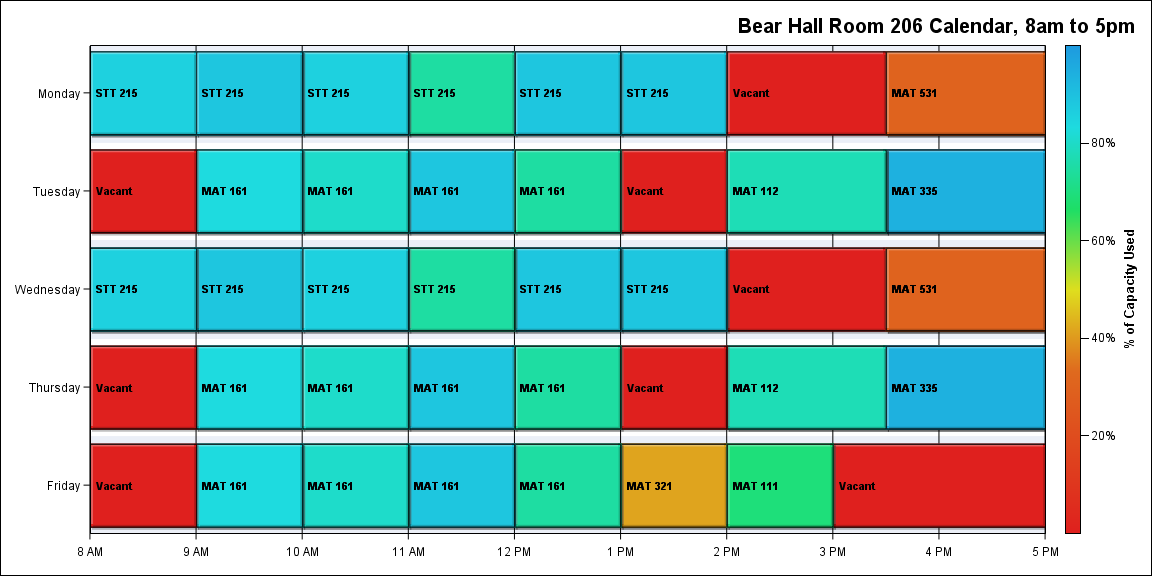 Bear Hall Room 206 Calendar, 8am to 5pm
Monday
STT 215
STT 215
STT 215
STT 215
STT 215
STT 215
Vacant
MAT 531
Tuesday
Vacant
MAT 161
MAT 161
MAT 161
MAT 161
Vacant
MAT 112
MAT 335
Wednesday
STT 215
STT 215
STT 215
STT 215
STT 215
STT 215
Vacant
MAT 531
Thursday
Vacant
MAT 161
MAT 161
MAT 161
MAT 161
Vacant
MAT 112
MAT 335
Friday
Vacant
MAT 161
MAT 161
MAT 161
MAT 161
MAT 321
MAT 111
Vacant
8 AM
9 AM
10 AM
11 AM
12 PM
1 PM
2 PM
3 PM
4 PM
5 PM
80%
60%
40%
20%
% of Capacity Used